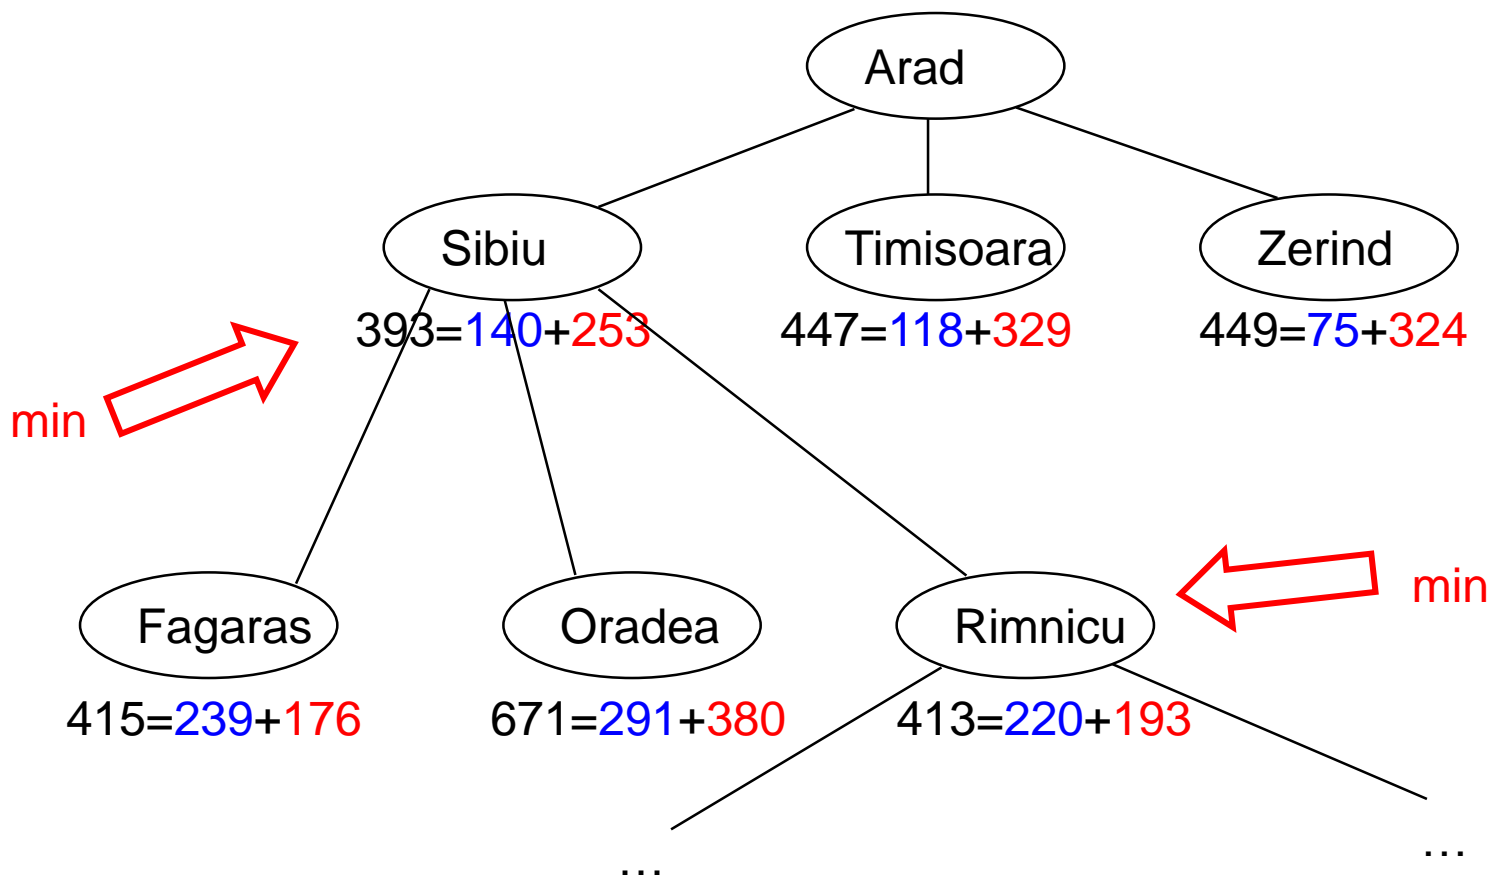 Arad
Sibiu
Timisoara
Zerind
393=140+253
447=118+329
449=75+324
min
min
Fagaras
Oradea
Rimnicu
415=239+176
671=291+380
413=220+193
...
...